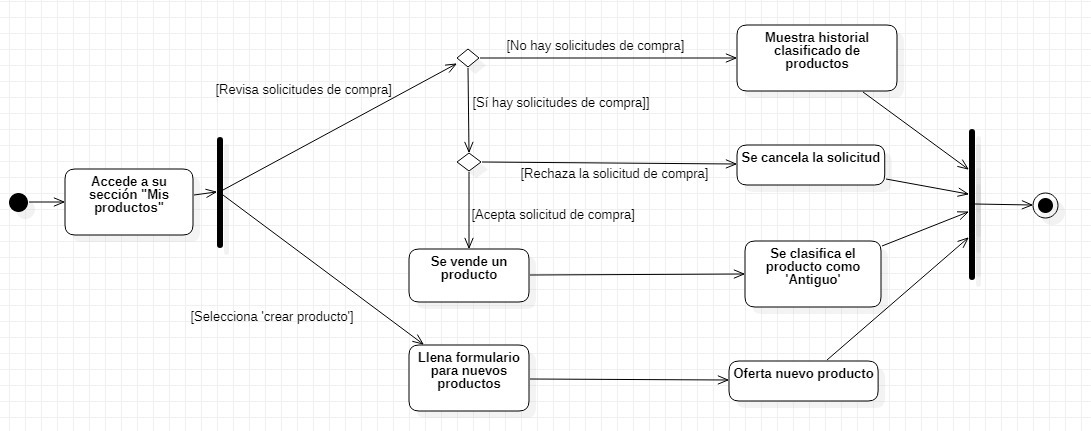 [No hay solicitudes de compra]
Muestra historial
clasificado de
productos
[Revisa solicitudes de compra]
[Sí hay solicitudes de compra]]
Se cancela la solicitud
[Rechaza la solicitud de compra]
Accede a su
sección "Mis
productos"
[Acepta solicitud de compra]
Se vende un
producto
Se clasifica el
producto como
'Antiguo'
[Selecciona 'crear producto']
Llena formulario
para nuevos
productos
Oferta nuevo producto